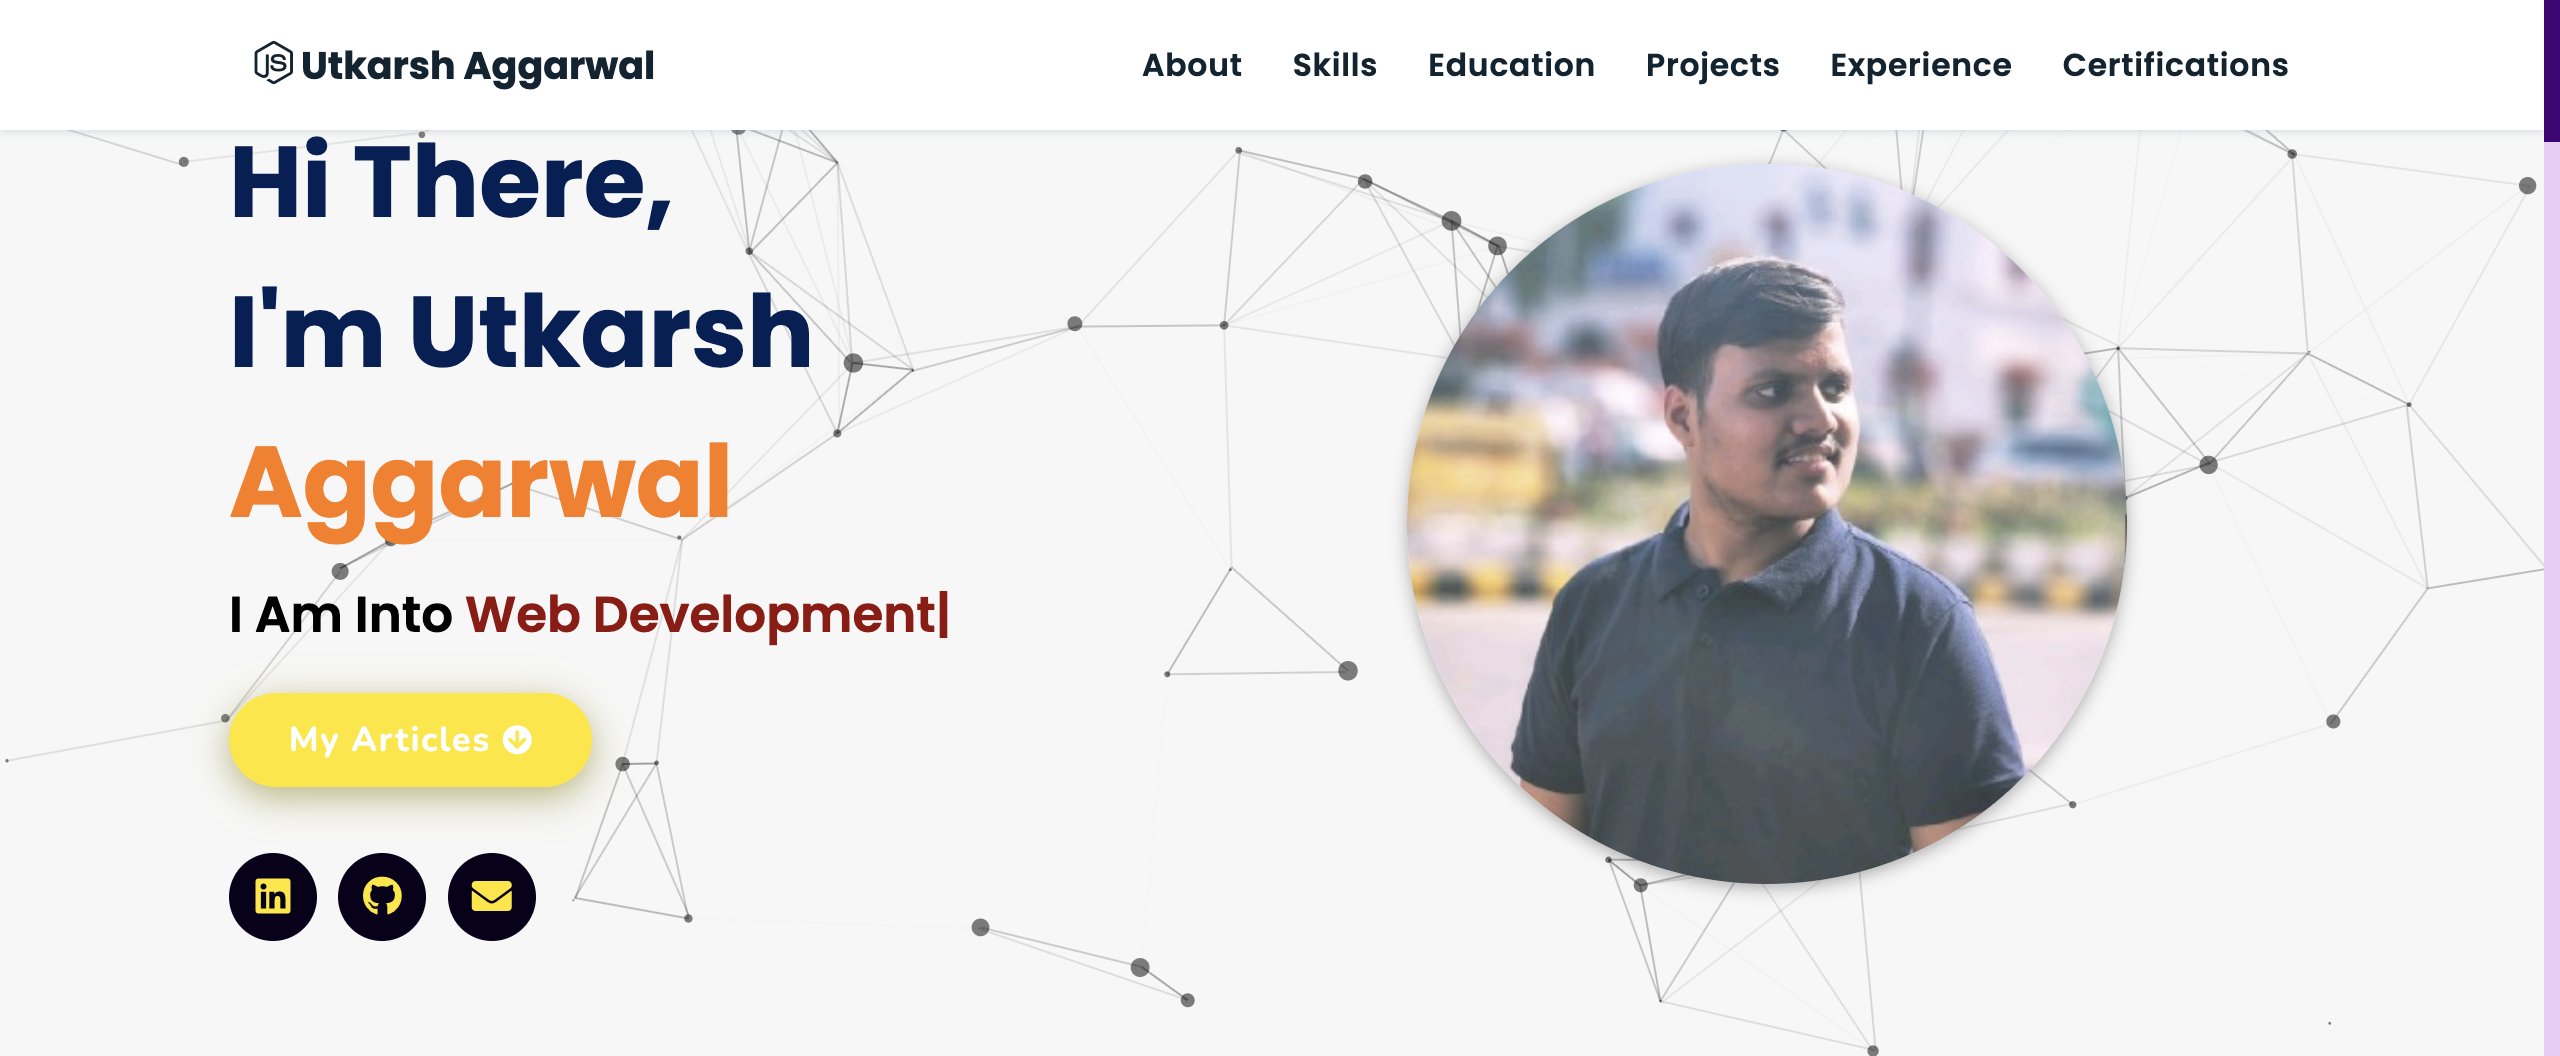 Utkarsh Aggarwal
About Skills Education Projects Experience Certifications
Hi There,
I'm Utkarsh
Aggarwal
I Am Into Web Development|
My Articles